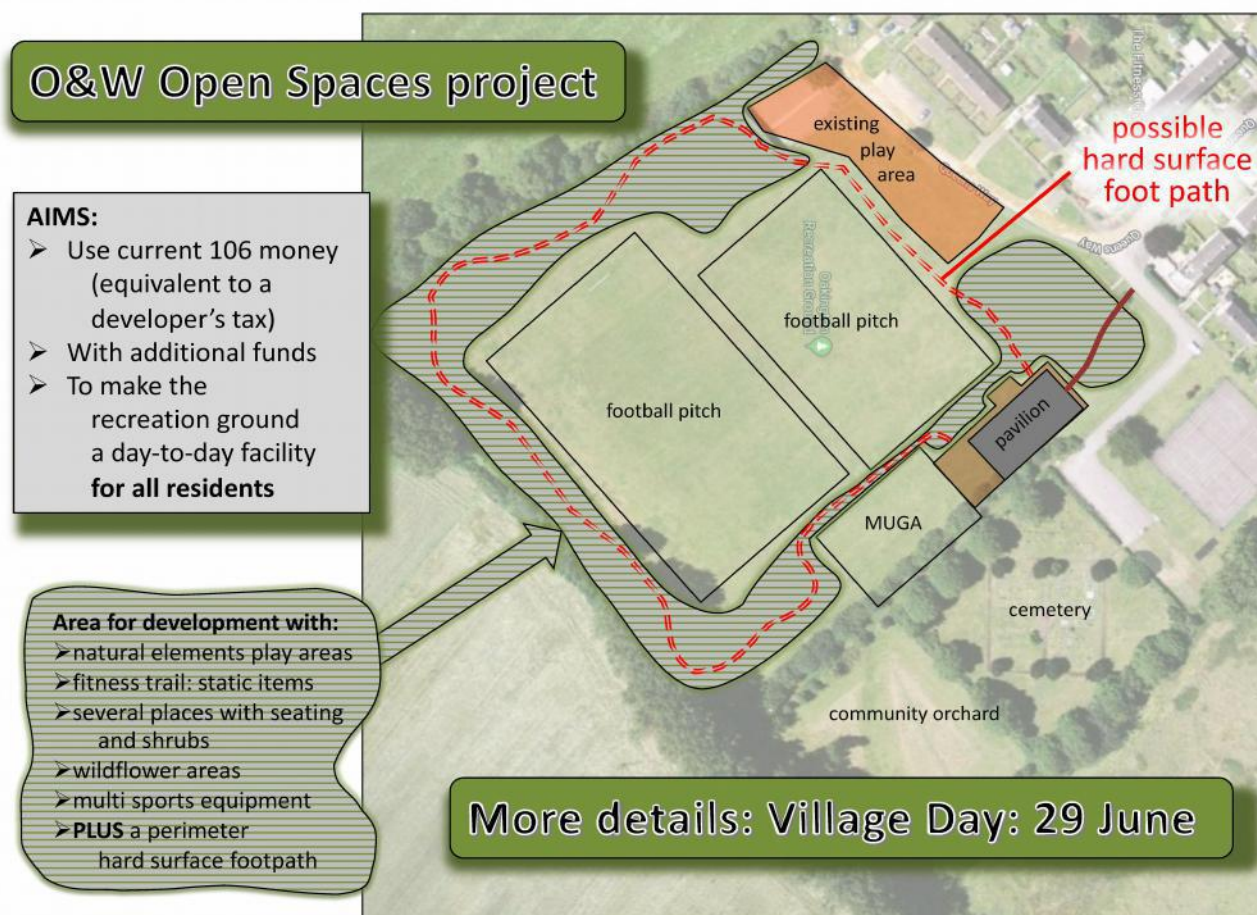 O&W Open Spaces project
AIMS:
➢ Use current 106 money
(equivalent to a
developer's tax)
➢ With additional funds
➢ To make the
recreation ground
a day-to-day facility
for all residents
Area for development with:
➢natural elements play areas
➢fitness trail: static items
➢several places with seating
and shrubs
➢wildflower areas
➢multi sports equipment
➢PLUS a perimeter
hard surface footpath
existing
play
area
possible
hard surface
foot path
Queens Way
football pitch
Recreation Ground
football pitch
pavilion
MUGA
cemetery
community orchard
More details: Village Day: 29 June